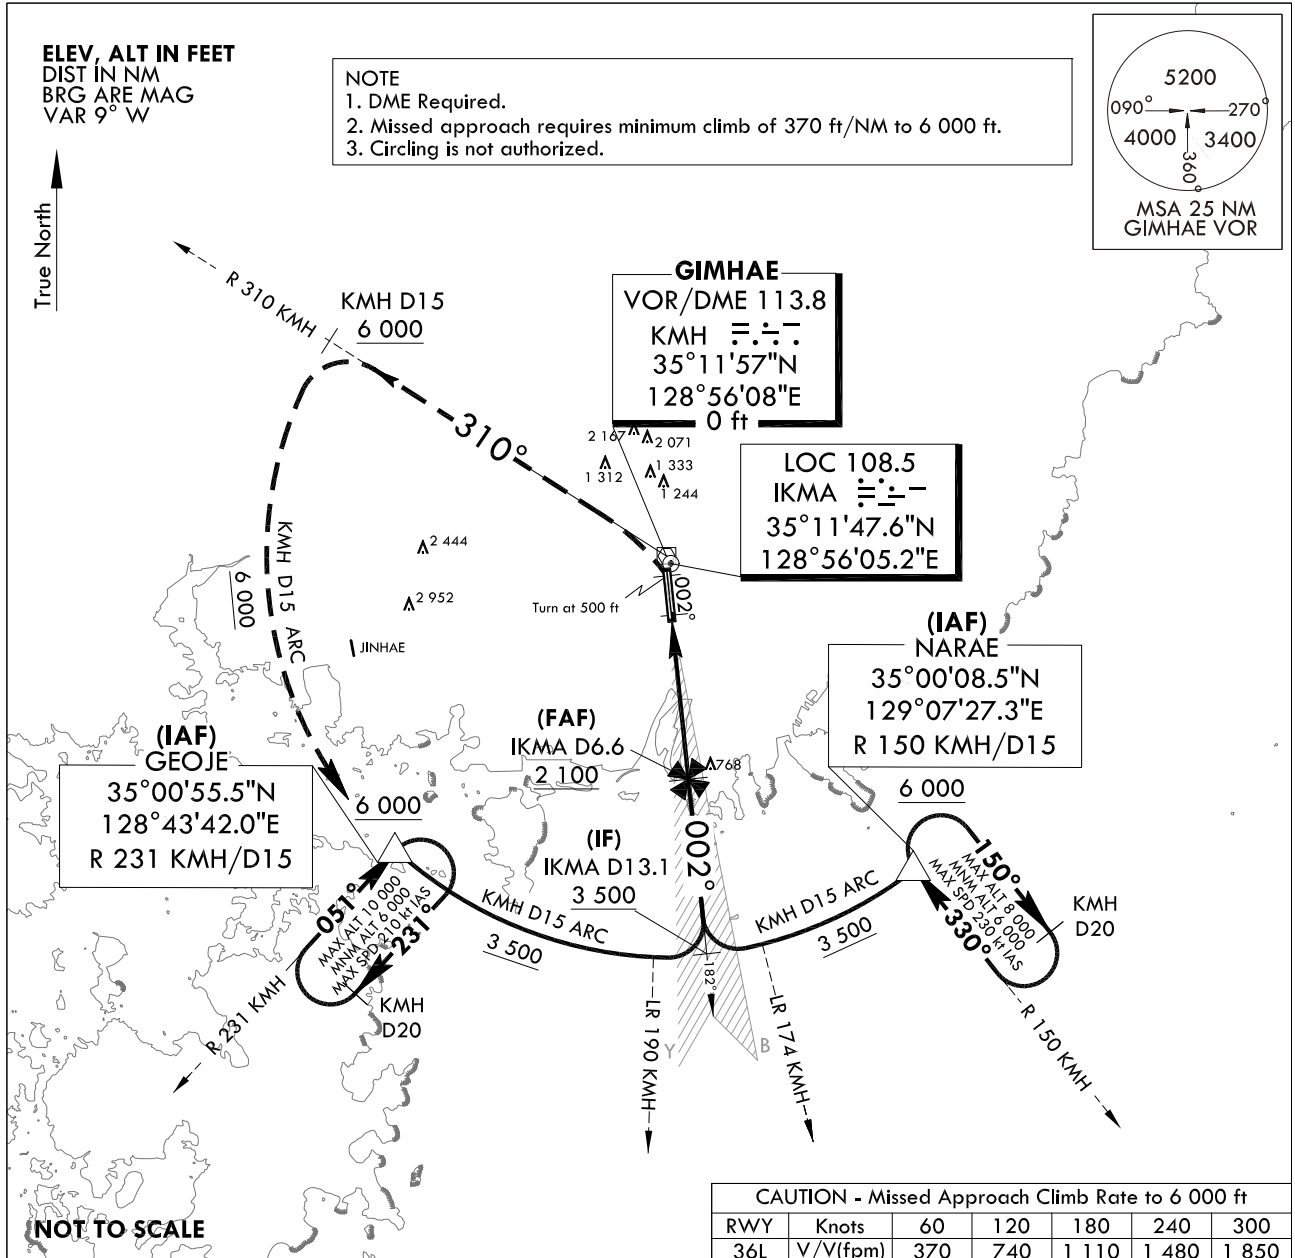 ELEV, ALT IN FEET
DIST IN NM
BRG ARE MAG
VAR 9° W
True North
NOTE
1. DME Required.
2. Missed approach requires minimum climb of 370 ft/NM to 6 000 ft.
3. Circling is not authorized.
5200
090°
270°
4000
3400
360°
MSA 25 NM
GIMHAE VOR
R 310 KMH
KMH D15
6 000
310°
GIMHAE
VOR/DME 113.8
KMH
35°11'57"N
128°56'08"E
0 ft
2 167
2 071
1 312
1 333
1 244
LOC 108.5
IKMA
35°11'47.6"N
128°56'05.2"E
KMH D15 ARC
6 000
2 444
2 952
JINHAE
Turn at 500 ft
002°
(IAF)
NARAE
35°00'08.5"N
129°07'27.3"E
R 150 KMH/D15
(FAF)
IKMA D6.6
2 100
768
(IAF)
GEOJE
35°00'55.5"N
128°43'42.0"E
R 231 KMH/D15
6 000
6 000
(IF)
IKMA D13.1
3 500
002°
KMH D15 ARC
3 500
KMH D15 ARC
3 500
051°
MAX ALT 10 000
MNM ALT 6 000
MAX SPD 210 kt IAS
231°
KMH
D20
R 231 KMH
150°
MAX ALT 8 000
MNM ALT 6 000
MAX SPD 230 kt IAS
330°
KMH
D20
R 150 KMH
182°
LR 190 KMH
LR 174 KMH
Y
B
NOT TO SCALE
CAUTION - Missed Approach Climb Rate to 6 000 ft
RWY Knots 60 120 180 240 300
36L V/V(fpm) 370 740 1 110 1 480 1 850